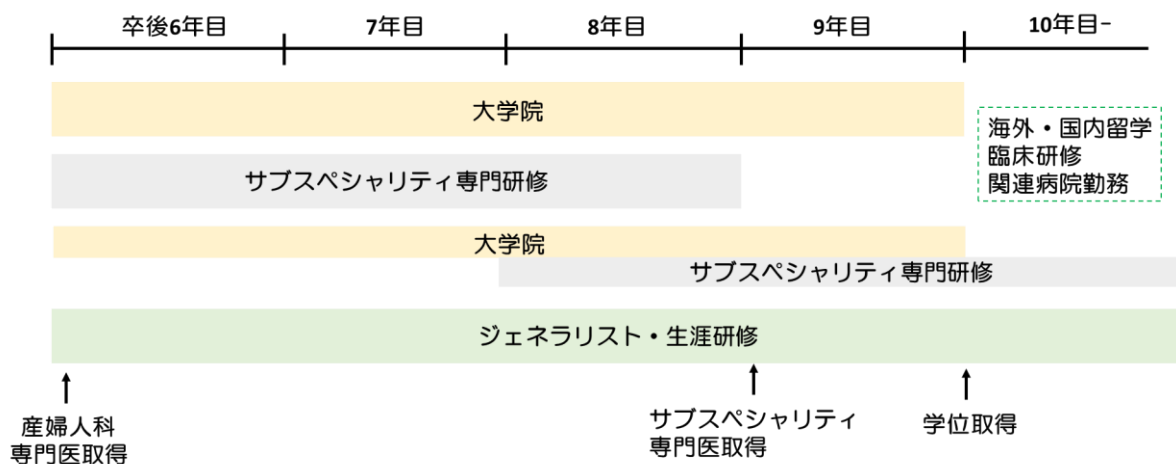 卒後6年目
7年目
8年目
9年目
10年目-
大学院
海外・国内留学
臨床研修
関連病院勤務
サブスペシャリティ専門研修
大学院
サブスペシャリティ専門研修
ジェネラリスト・生涯研修
産婦人科
専門医取得
サブスペシャリティ
専門医取得
学位取得